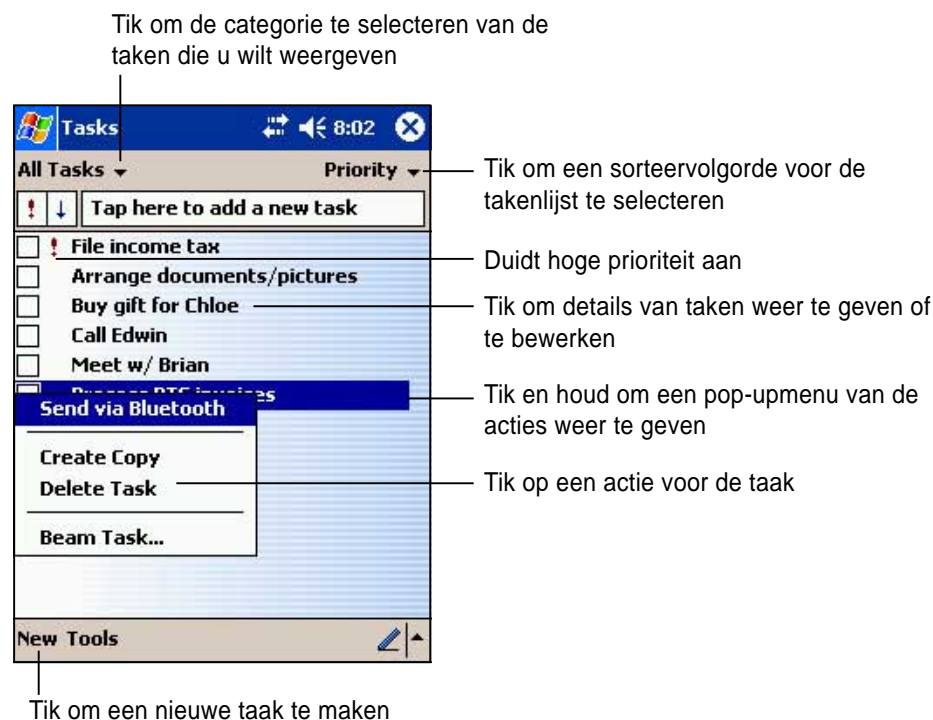 Tik om de categorie te selecteren van de
taken die u wilt weergeven
Tasks
8:02
All Tasks
Priority
Tik om een sorteervolgorde voor de
takenlijst te selecteren
! ↓ Tap here to add a new task
! File income tax
Duidt hoge prioriteit aan
Arrange documents/pictures
Buy gift for Chloe
Tik om details van taken weer te geven of
te bewerken
Call Edwin
Meet w/ Brian
invoices
Tik en houd om een pop-upmenu van de
acties weer te geven
Send via Bluetooth
Create Copy
Delete Task
Tik op een actie voor de taak
Beam Task...
New Tools
Tik om een nieuwe taak te maken